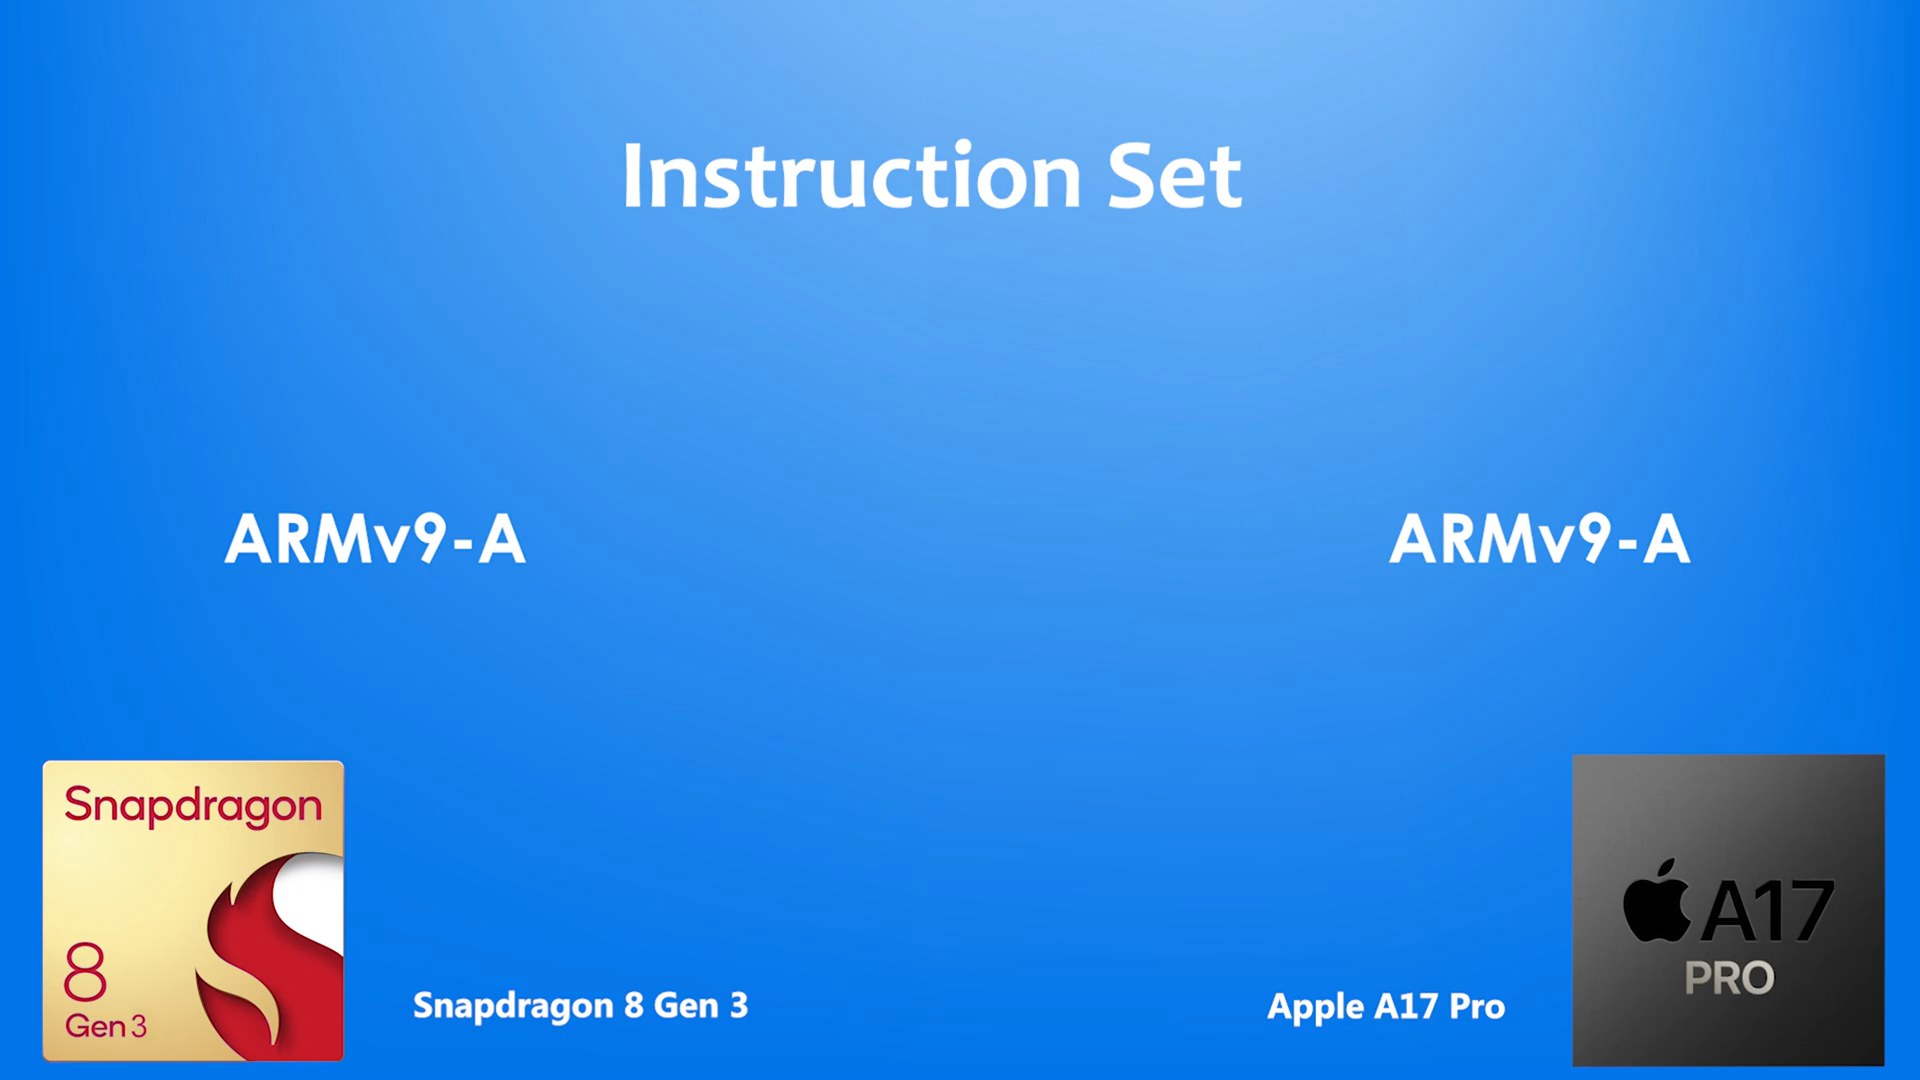 Instruction Set
ARMv9-A
ARMv9-A
Snapdragon
8
Gen 3
Snapdragon 8 Gen 3
Apple A17 Pro
A17
PRO